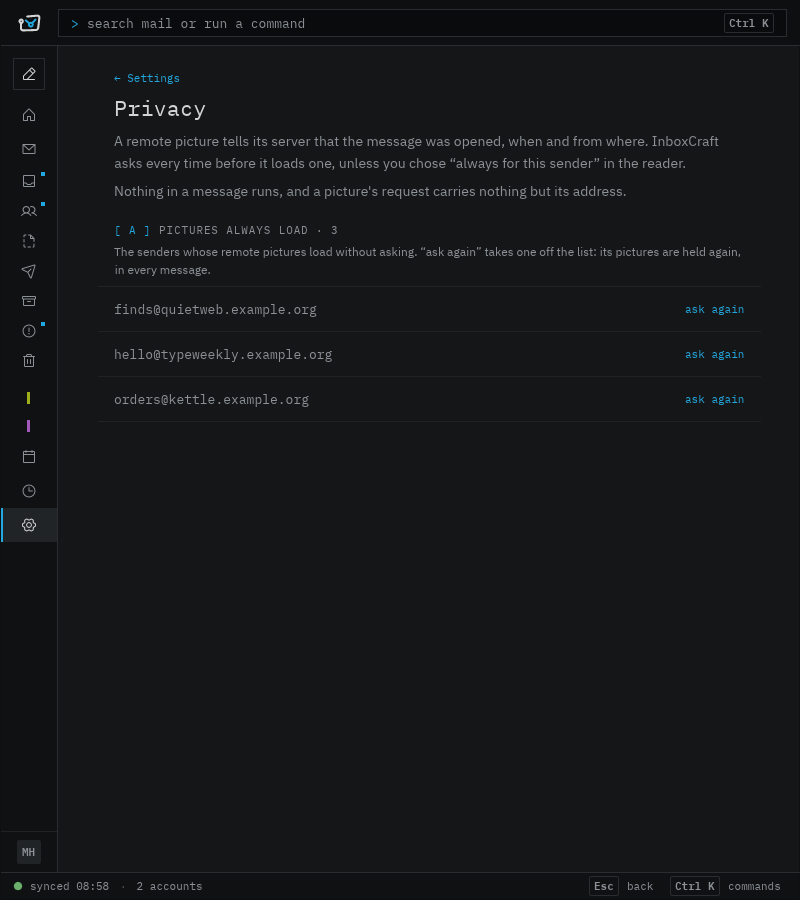 > search mail or run a command Ctrl K
← Settings
Privacy
A remote picture tells its server that the message was opened, when and from where. InboxCraft
asks every time before it loads one, unless you chose “always for this sender” in the reader.
Nothing in a message runs, and a picture's request carries nothing but its address.
[ A ] PICTURES ALWAYS LOAD · 3
The senders whose remote pictures load without asking. “ask again” takes one off the list: its pictures are held again,
in every message.
finds@quietweb.example.org ask again
hello@typeweekly.example.org ask again
orders@kettle.example.org ask again
MH
synced 08:58 · 2 accounts Esc back Ctrl K commands